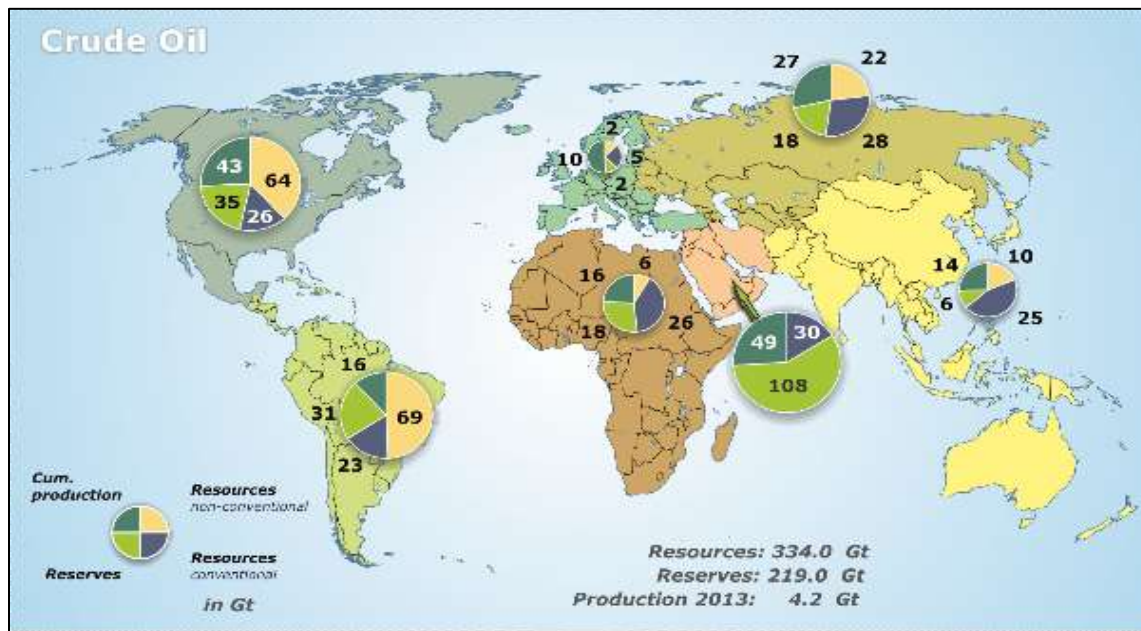 Crude Oil
27
22
18
28
43
64
35
26
2
10
5
2
16
6
18
26
14
10
6
25
49
30
108
16
31
69
23
Cum.
production
Resources
non-conventional
Reserves
Resources
conventional
in Gt
Resources: 334.0 Gt
Reserves: 219.0 Gt
Production 2013: 4.2 Gt